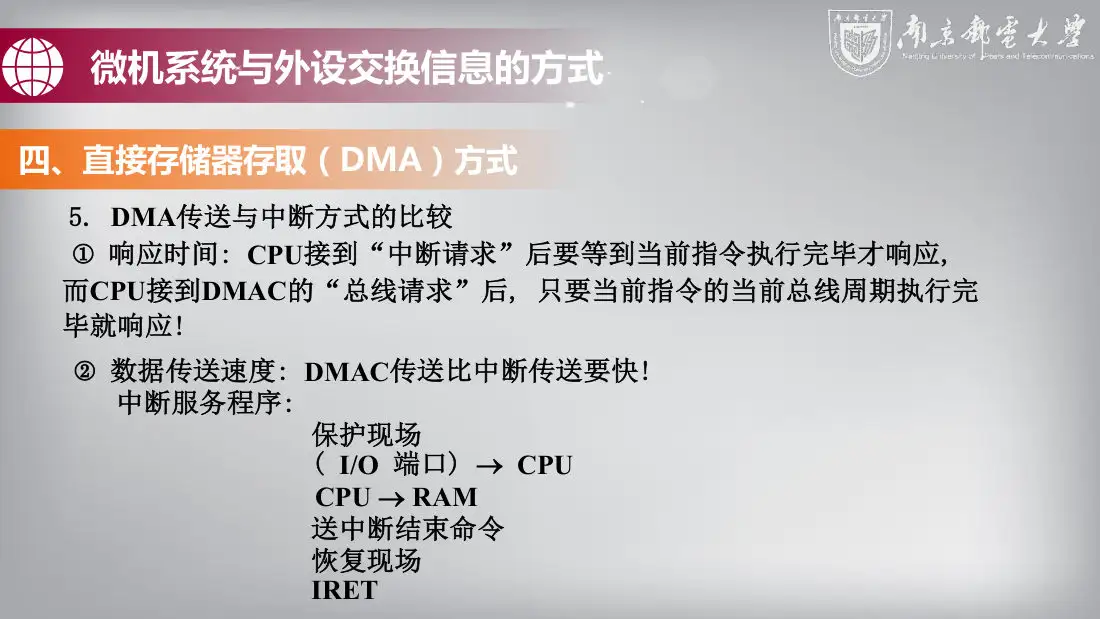 南京邮电大学
Nanjing University of Posts and Telecommunications
微机系统与外设交换信息的方式
四、直接存储器存取（DMA）方式
5. DMA传送与中断方式的比较
① 响应时间：CPU接到“中断请求”后要等到当前指令执行完毕才响应，
而CPU接到DMAC的“总线请求”后，只要当前指令的当前总线周期执行完
毕就响应！
② 数据传送速度：DMAC传送比中断传送要快！
中断服务程序：
保护现场
（ I/O 端口）→ CPU
CPU → RAM
送中断结束命令
恢复现场
IRET